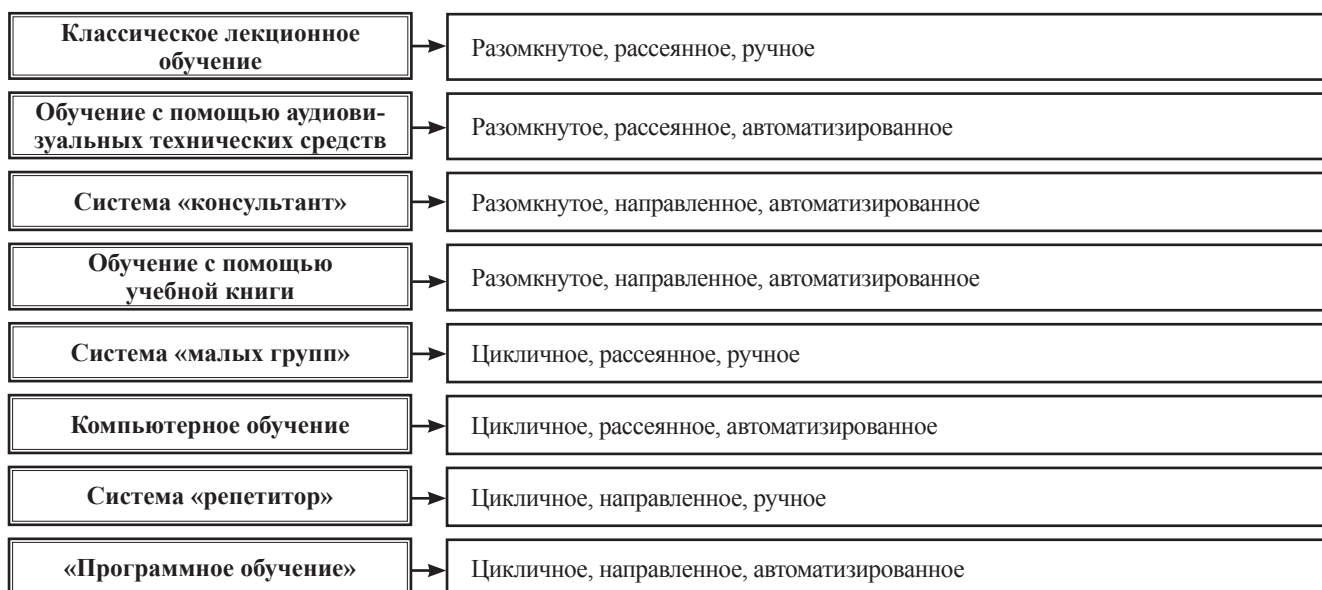 Классическое лекционное
обучение
Разомкнутое, рассеянное, ручное
Обучение с помощью аудиови-
зуальных технических средств
Разомкнутое, рассеянное, автоматизированное
Система «консультант»
Разомкнутое, направленное, автоматизированное
Обучение с помощью
учебной книги
Разомкнутое, направленное, автоматизированное
Система «малых групп»
Цикличное, рассеянное, ручное
Компьютерное обучение
Цикличное, рассеянное, автоматизированное
Система «репетитор»
Цикличное, направленное, ручное
«Программное обучение»
Цикличное, направленное, автоматизированное